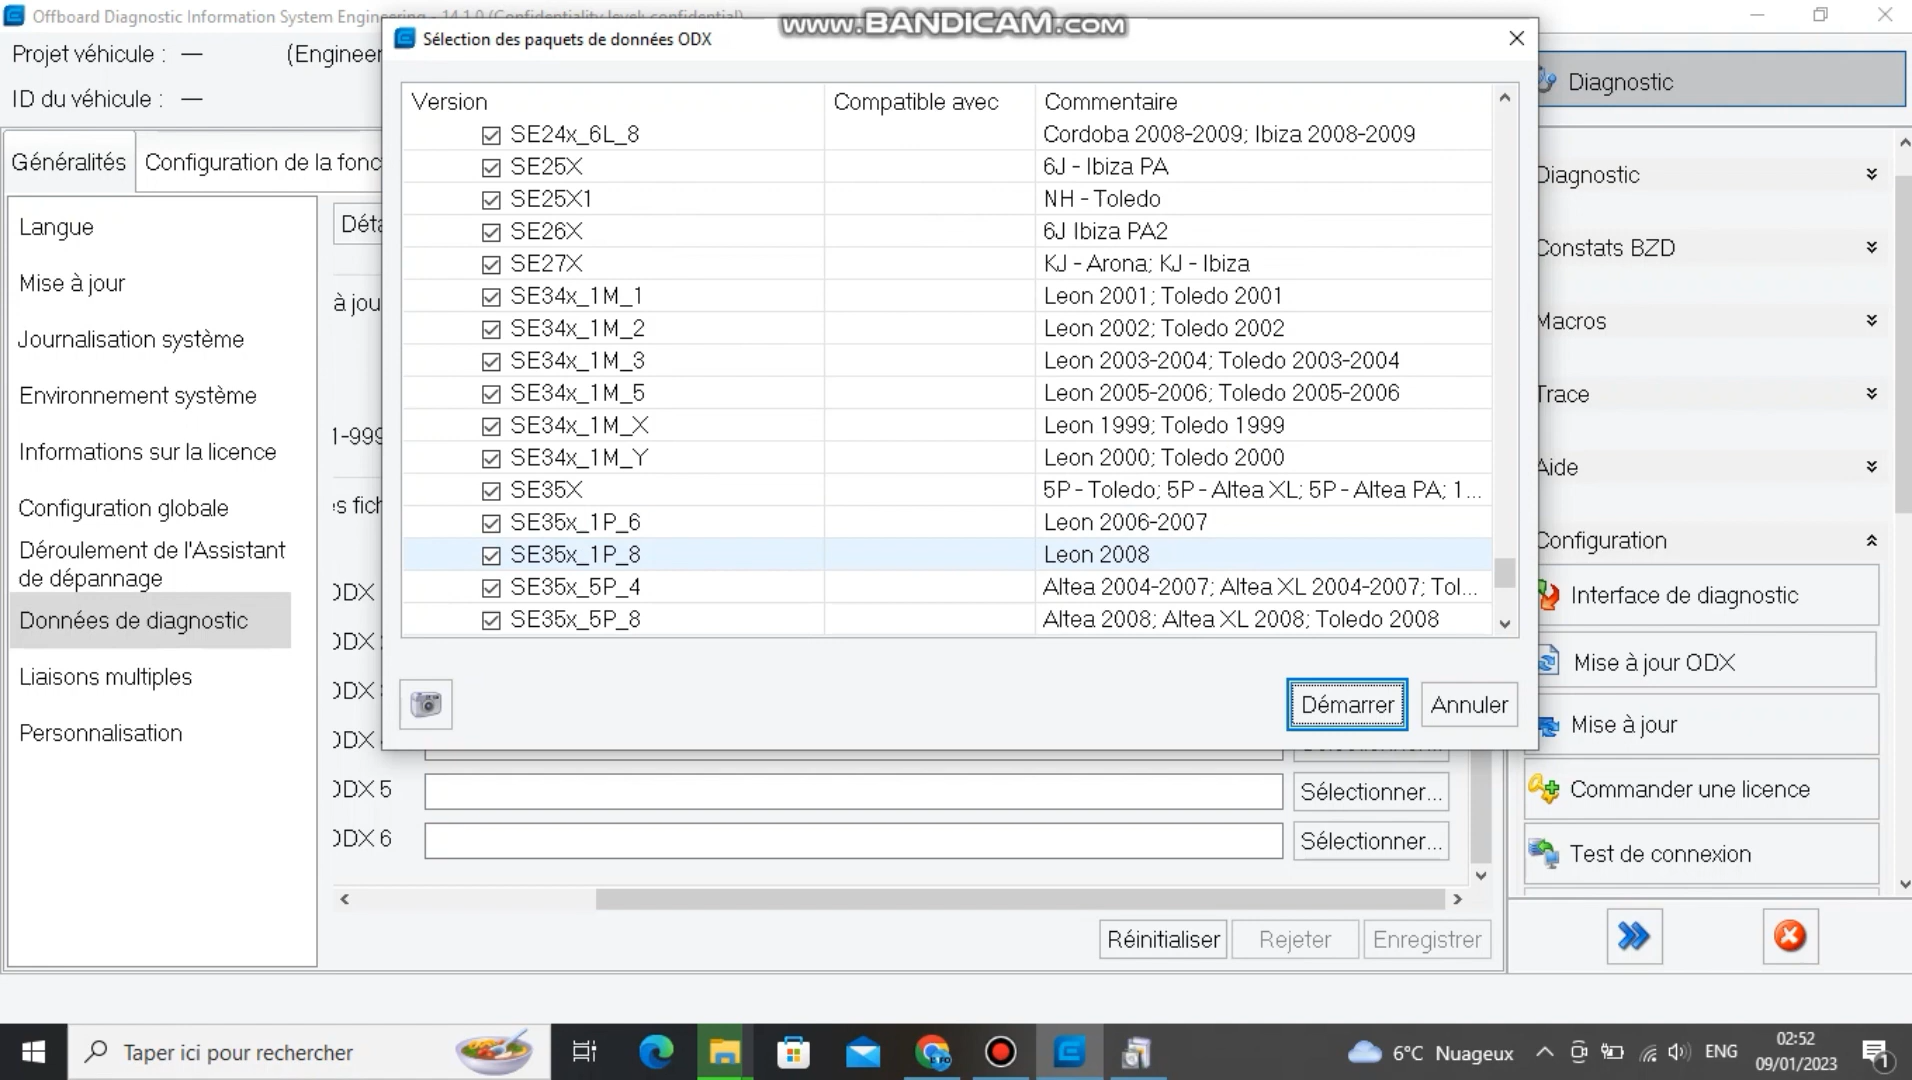 Offboard Diagnostic Information System Engineering - 14.1.0 (Confidentiality level: confidential)
www.BANDICAM.com
Projet véhicule : —
(Engineer
ID du véhicule : —
Sélection des paquets de données ODX
Diagnostic
Généralités
Configuration de la fonc
Langue
Mise à jour
Journalisation système
Environnement système
Informations sur la licence
Configuration globale
Déroulement de l'Assistant
de dépannage
Données de diagnostic
Liaisons multiples
Personnalisation
Version Compatible avec Commentaire
SE24x_6L_8 Cordoba 2008-2009; Ibiza 2008-2009
SE25X 6J - Ibiza PA
SE25X1 NH - Toledo
SE26X 6J Ibiza PA2
SE27X KJ - Arona; KJ - Ibiza
SE34x_1M_1 Leon 2001; Toledo 2001
SE34x_1M_2 Leon 2002; Toledo 2002
SE34x_1M_3 Leon 2003-2004; Toledo 2003-2004
SE34x_1M_5 Leon 2005-2006; Toledo 2005-2006
SE34x_1M_X Leon 1999; Toledo 1999
SE34x_1M_Y Leon 2000; Toledo 2000
SE35X 5P - Toledo; 5P - Altea XL; 5P - Altea PA; 1...
SE35x_1P_6 Leon 2006-2007
SE35x_1P_8 Leon 2008
SE35x_5P_4 Altea 2004-2007; Altea XL 2004-2007; Tol...
SE35x_5P_8 Altea 2008; Altea XL 2008; Toledo 2008
Démarrer
Annuler
ODX 5 Sélectionner...
ODX 6 Sélectionner...
Réinitialiser
Rejeter
Enregistrer
Diagnostic
Constats BZD
Macros
Trace
Aide
Configuration
Interface de diagnostic
Mise à jour ODX
Mise à jour
Commander une licence
Test de connexion
Taper ici pour rechercher
6°C Nuageux
ENG
02:52
09/01/2023
1